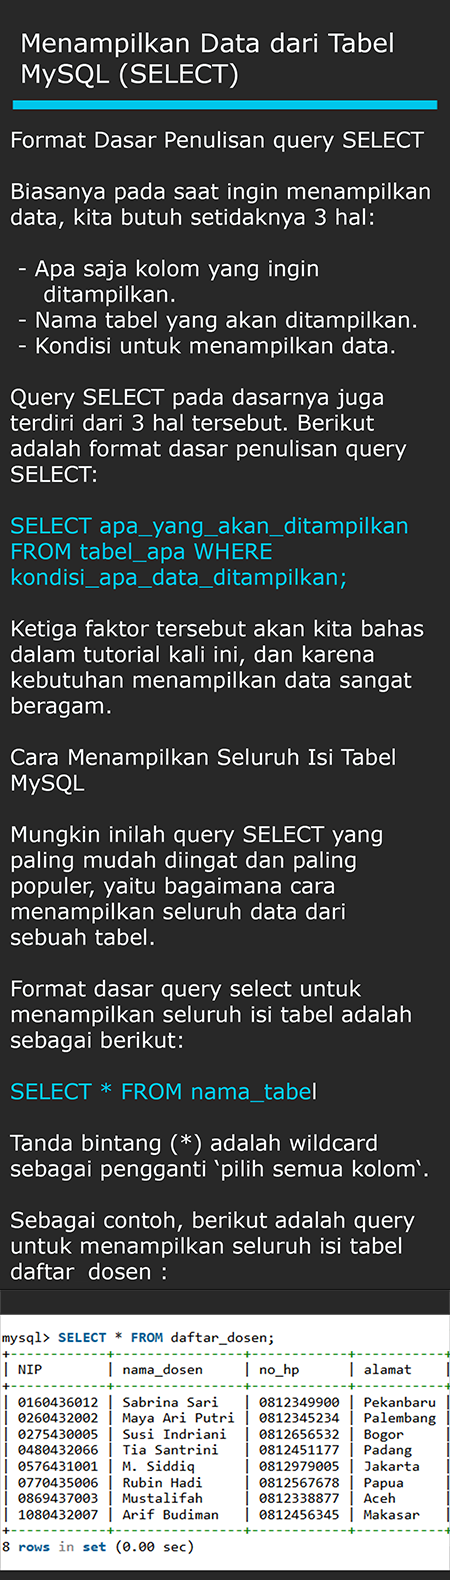 Menampilkan Data dari Tabel
MySQL (SELECT)
Format Dasar Penulisan query SELECT
Biasanya pada saat ingin menampilkan
data, kita butuh setidaknya 3 hal:
- Apa saja kolom yang ingin
ditampilkan.
- Nama tabel yang akan ditampilkan.
- Kondisi untuk menampilkan data.
Query SELECT pada dasarnya juga
terdiri dari 3 hal tersebut. Berikut
adalah format dasar penulisan query
SELECT:
SELECT apa_yang_akan_ditampilkan
FROM tabel_apa WHERE
kondisi_apa_data_ditampilkan;
Ketiga faktor tersebut akan kita bahas
dalam tutorial kali ini, dan karena
kebutuhan menampilkan data sangat
beragam.
Cara Menampilkan Seluruh Isi Tabel
MySQL
Mungkin inilah query SELECT yang
paling mudah diingat dan paling
populer, yaitu bagaimana cara
menampilkan seluruh data dari
sebuah tabel.
Format dasar query select untuk
menampilkan seluruh isi tabel adalah
sebagai berikut:
SELECT * FROM nama_tabel
Tanda bintang (*) adalah wildcard
sebagai pengganti ‘pilih semua kolom‘.
Sebagai contoh, berikut adalah query
untuk menampilkan seluruh isi tabel
daftar  dosen :
mysql> SELECT * FROM daftar_dosen;
+------------+----------------+------------+-----------+
| NIP        | nama_dosen     | no_hp      | alamat    |
+------------+----------------+------------+-----------+
| 0160436012 | Sabrina Sari   | 0812349900 | Pekanbaru |
| 0260432002 | Maya Ari Putri | 0812345234 | Palembang |
| 0275430005 | Susi Indriani  | 0812656532 | Bogor     |
| 0480432066 | Tia Santrini   | 0812451177 | Padang    |
| 0576431001 | M. Siddiq      | 0812979005 | Jakarta   |
| 0770435006 | Rubin Hadi     | 0812567678 | Papua     |
| 0869437003 | Mustalifah     | 0812338877 | Aceh      |
| 1080432007 | Arif Budiman   | 0812456345 | Makasar   |
+------------+----------------+------------+-----------+
8 rows in set (0.00 sec)